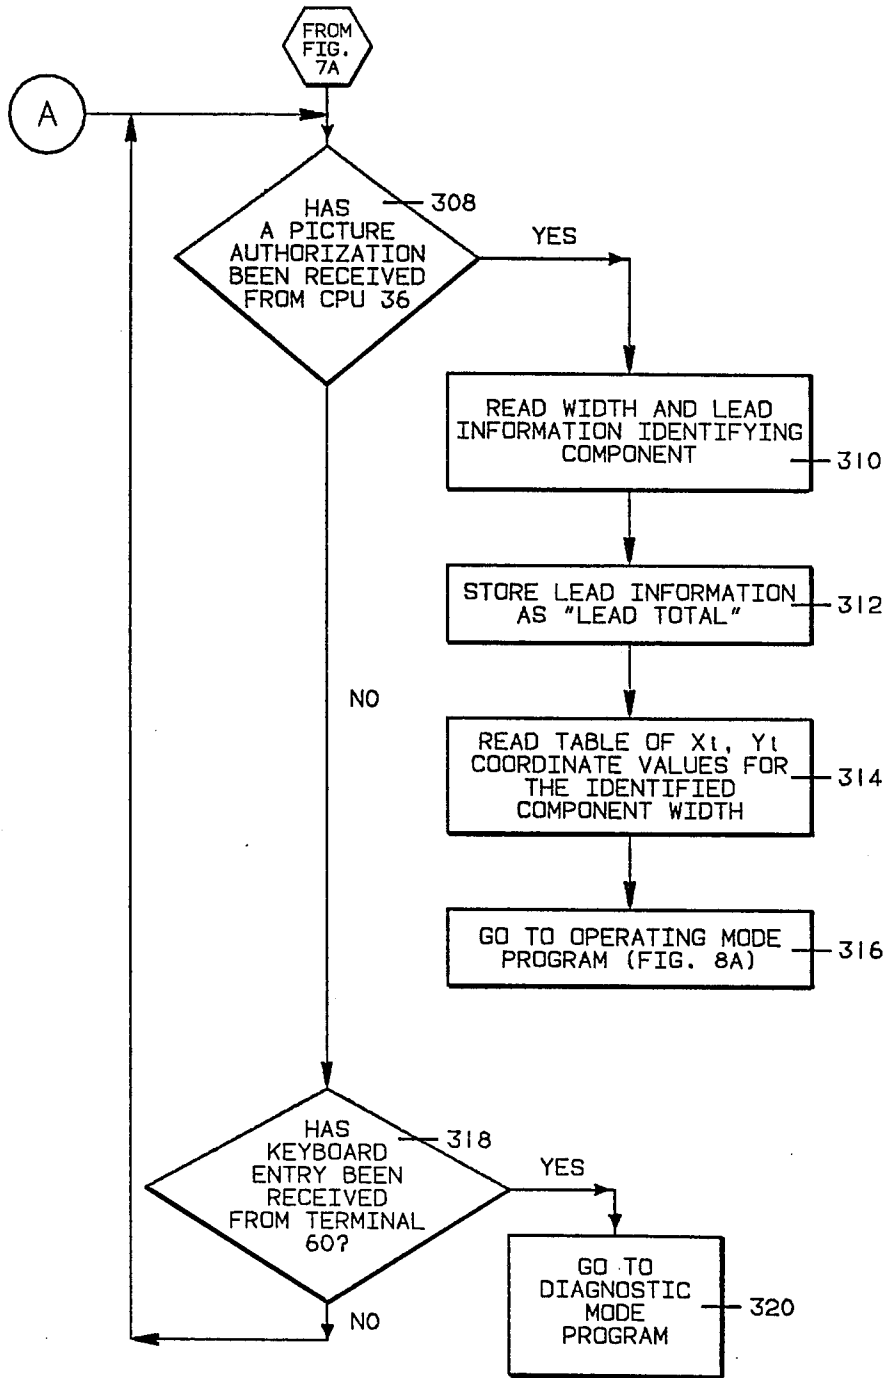 FROM
FIG.
7A
A
HAS
A PICTURE
AUTHORIZATION
BEEN RECEIVED
FROM CPU 36
308
YES
READ WIDTH AND LEAD
INFORMATION IDENTIFYING
COMPONENT
310
STORE LEAD INFORMATION
AS "LEAD TOTAL"
312
NO
READ TABLE OF Xi, Yi
COORDINATE VALUES FOR
THE IDENTIFIED
COMPONENT WIDTH
314
GO TO OPERATING MODE
PROGRAM (FIG. 8A)
316
HAS
KEYBOARD
ENTRY BEEN
RECEIVED
FROM TERMINAL
60?
318
YES
GO TO
DIAGNOSTIC
MODE
PROGRAM
320
NO